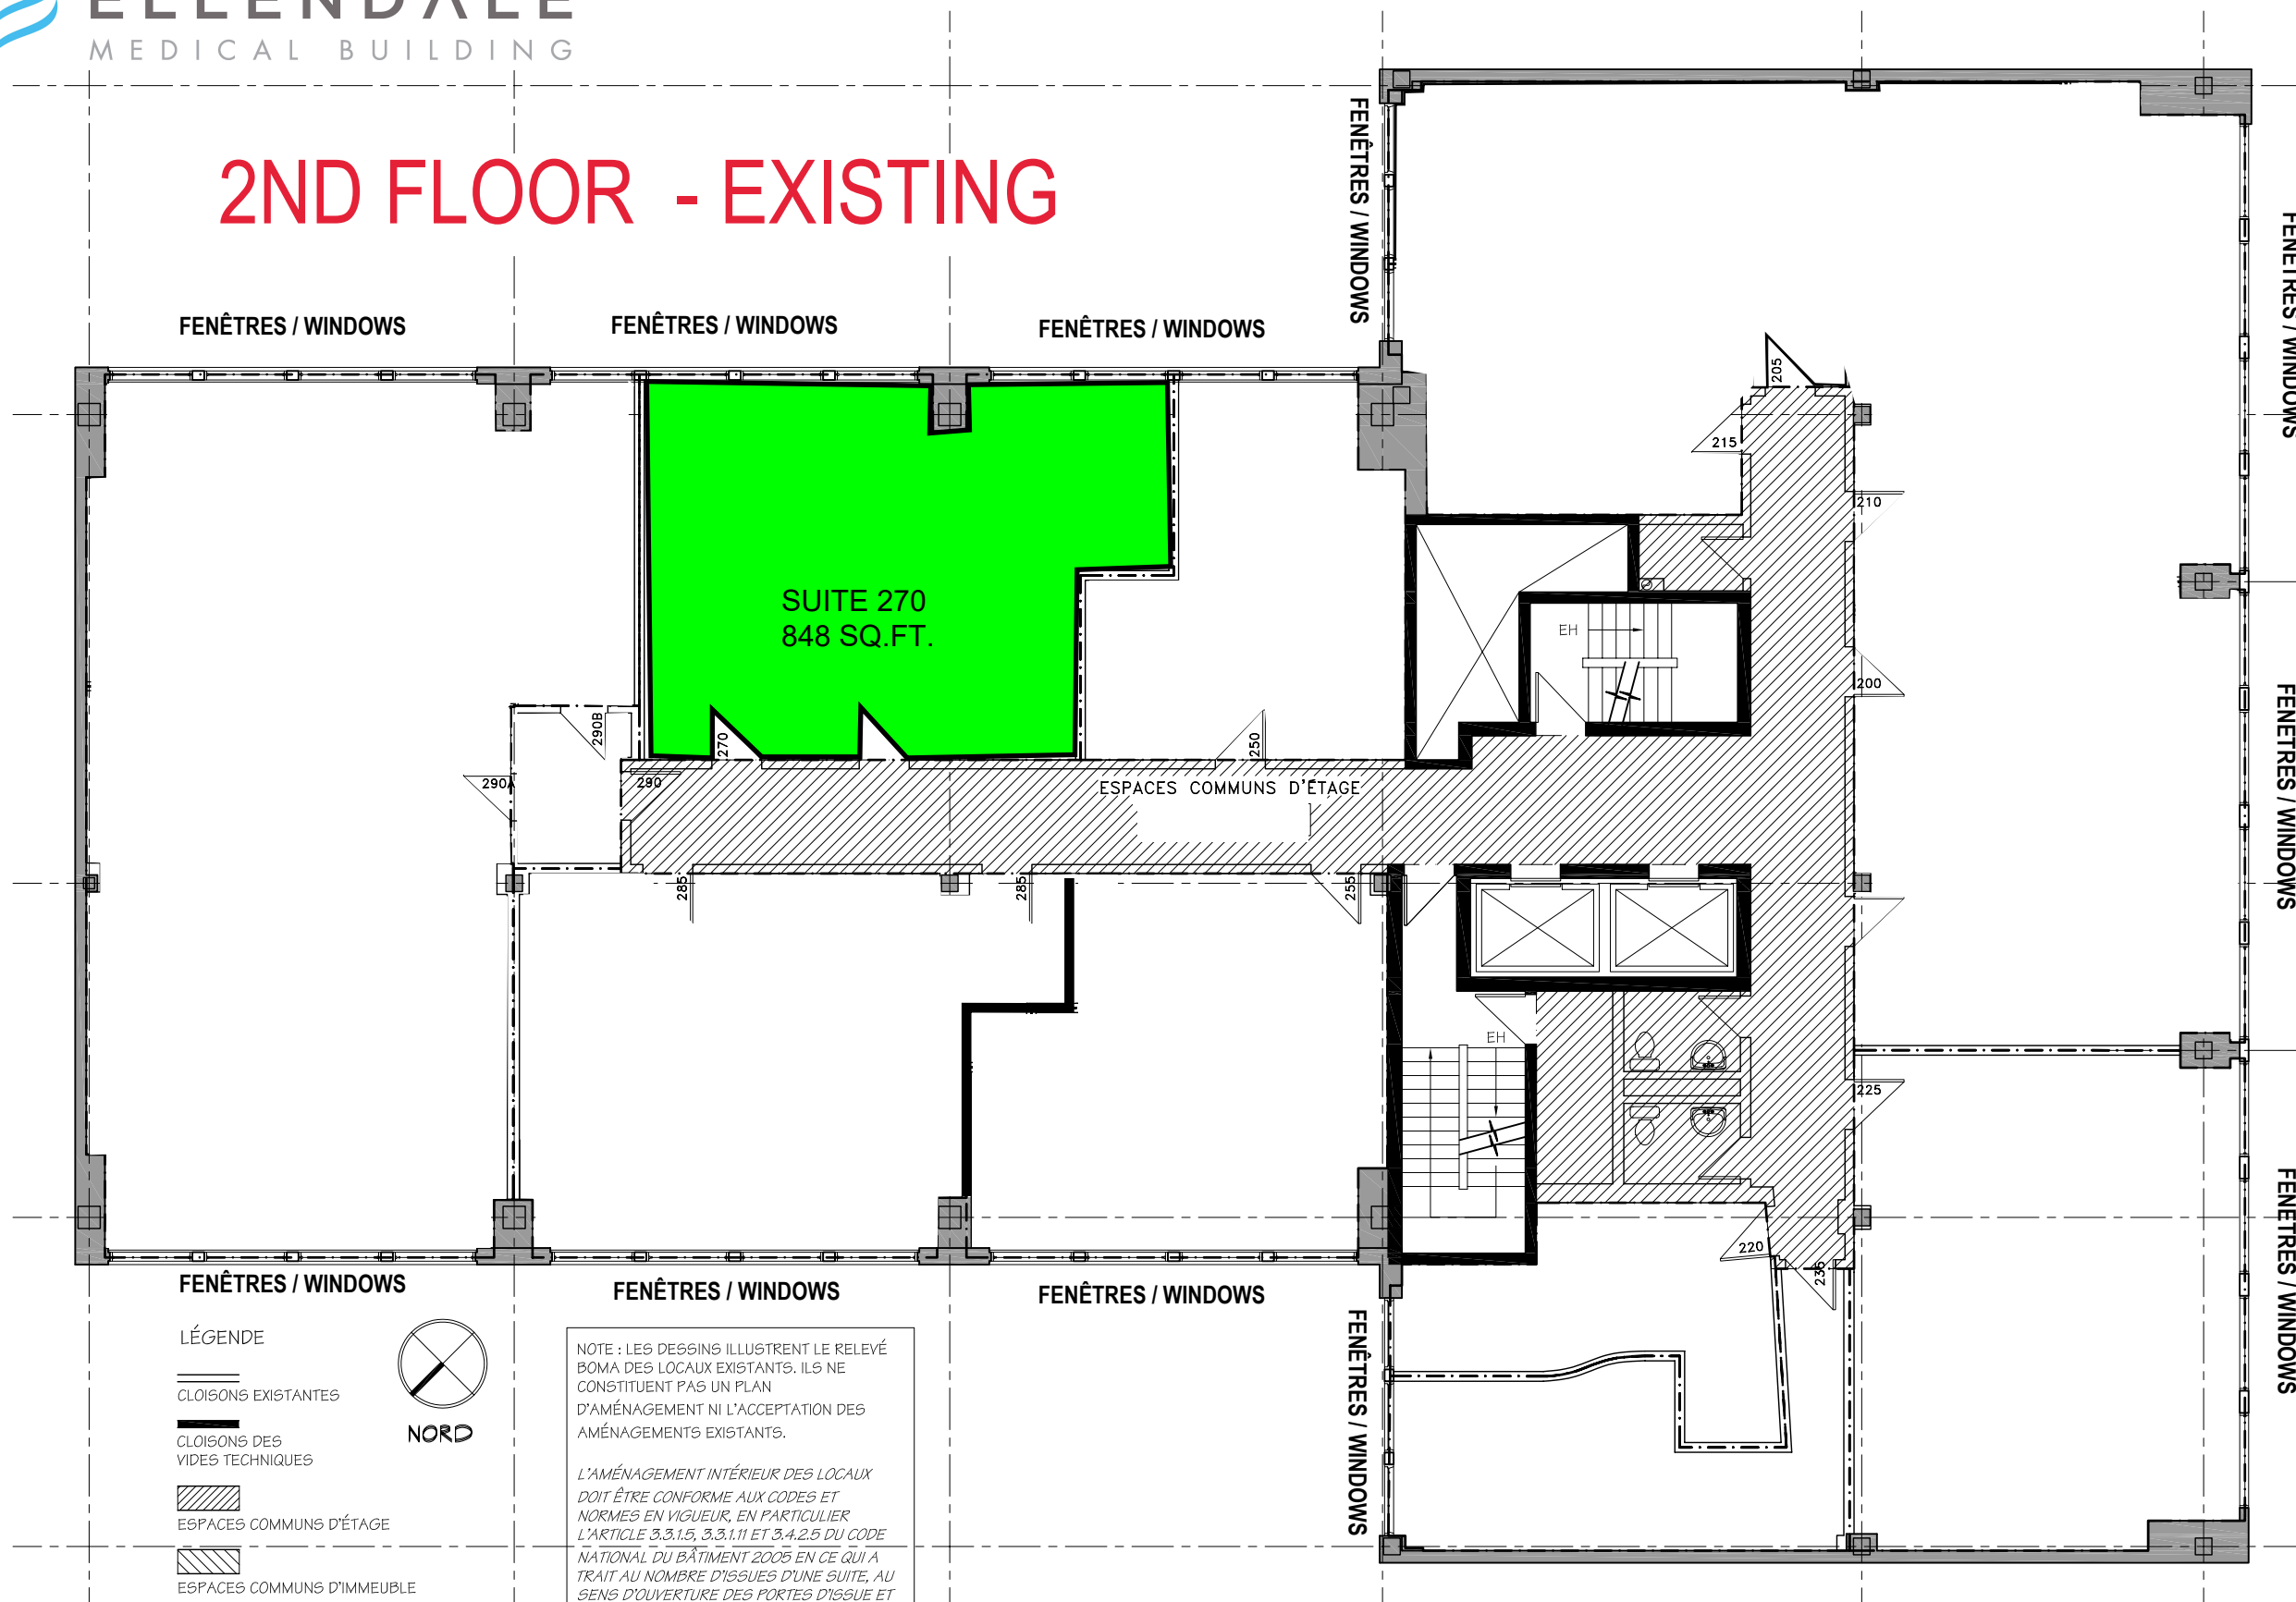 ELLENDALE
MEDICAL BUILDING
2ND FLOOR - EXISTING
FENÊTRES / WINDOWS
FENÊTRES / WINDOWS
FENÊTRES / WINDOWS
FENÊTRES / WINDOWS
FENÊTRES / WINDOWS
205
215
210
SUITE 270
848 SQ.FT.
EH
200
290B
270
250
290A
290
ESPACES COMMUNS D'ÉTAGE
FENÊTRES / WINDOWS
285
285
255
EH
225
220
235
FENÊTRES / WINDOWS
FENÊTRES / WINDOWS
FENÊTRES / WINDOWS
FENÊTRES / WINDOWS
FENÊTRES / WINDOWS
LÉGENDE
CLOISONS EXISTANTES
CLOISONS DES
VIDES TECHNIQUES
ESPACES COMMUNS D'ÉTAGE
ESPACES COMMUNS D'IMMEUBLE
NORD
NOTE : LES DESSINS ILLUSTRENT LE RELEVÉ
BOMA DES LOCAUX EXISTANTS. ILS NE
CONSTITUENT PAS UN PLAN
D'AMÉNAGEMENT NI L'ACCEPTATION DES
AMÉNAGEMENTS EXISTANTS.
L'AMÉNAGEMENT INTÉRIEUR DES LOCAUX
DOIT ÊTRE CONFORME AUX CODES ET
NORMES EN VIGUEUR, EN PARTICULIER
L'ARTICLE 3.3.1.5, 3.3.1.11 ET 3.4.2.5 DU CODE
NATIONAL DU BÂTIMENT 2005 EN CE QUI A
TRAIT AU NOMBRE D'ISSUES D'UNE SUITE, AU
SENS D'OUVERTURE DES PORTES D'ISSUE ET